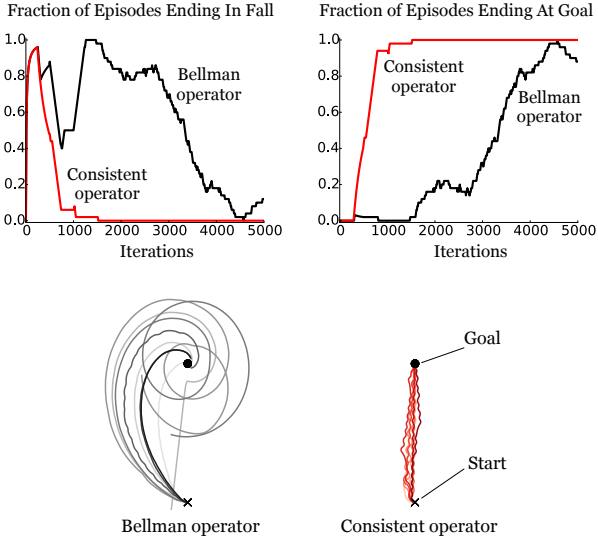 Fraction of Episodes Ending In Fall
1.0
0.8
0.6
0.4
0.2
0.0
0
1000
2000
3000
4000
5000
Iterations
Bellman
operator
Consistent
operator
Fraction of Episodes Ending At Goal
1.0
0.8
0.6
0.4
0.2
0.0
0
1000
2000
3000
4000
5000
Iterations
Consistent
operator
Bellman
operator
Bellman operator
Goal
Start
Consistent operator